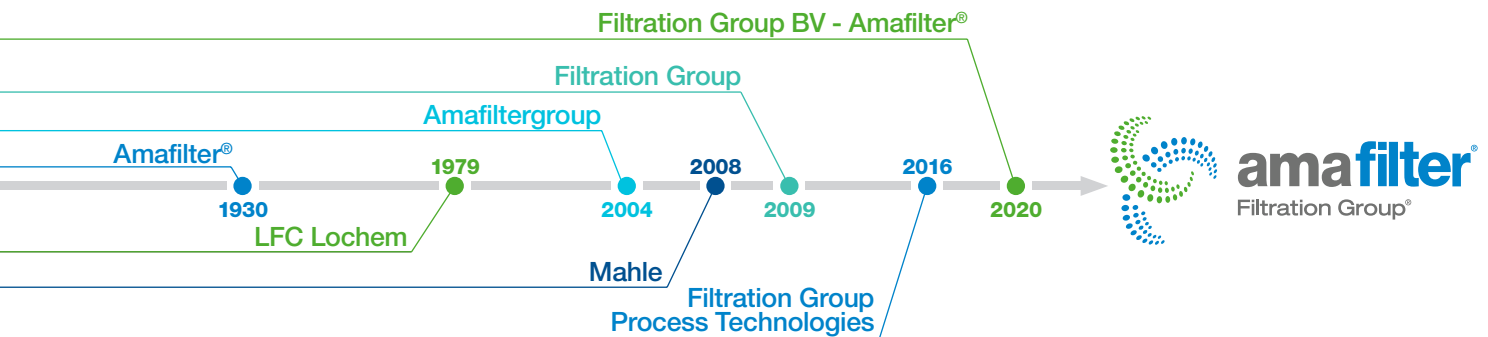 Filtration Group BV - Amafilter®
Filtration Group
Amafiltergroup
Amafilter®
1979
2008
2016
1930
2004
2009
2020
LFC Lochem
Mahle
Filtration Group
Process Technologies
amafilter®
Filtration Group®